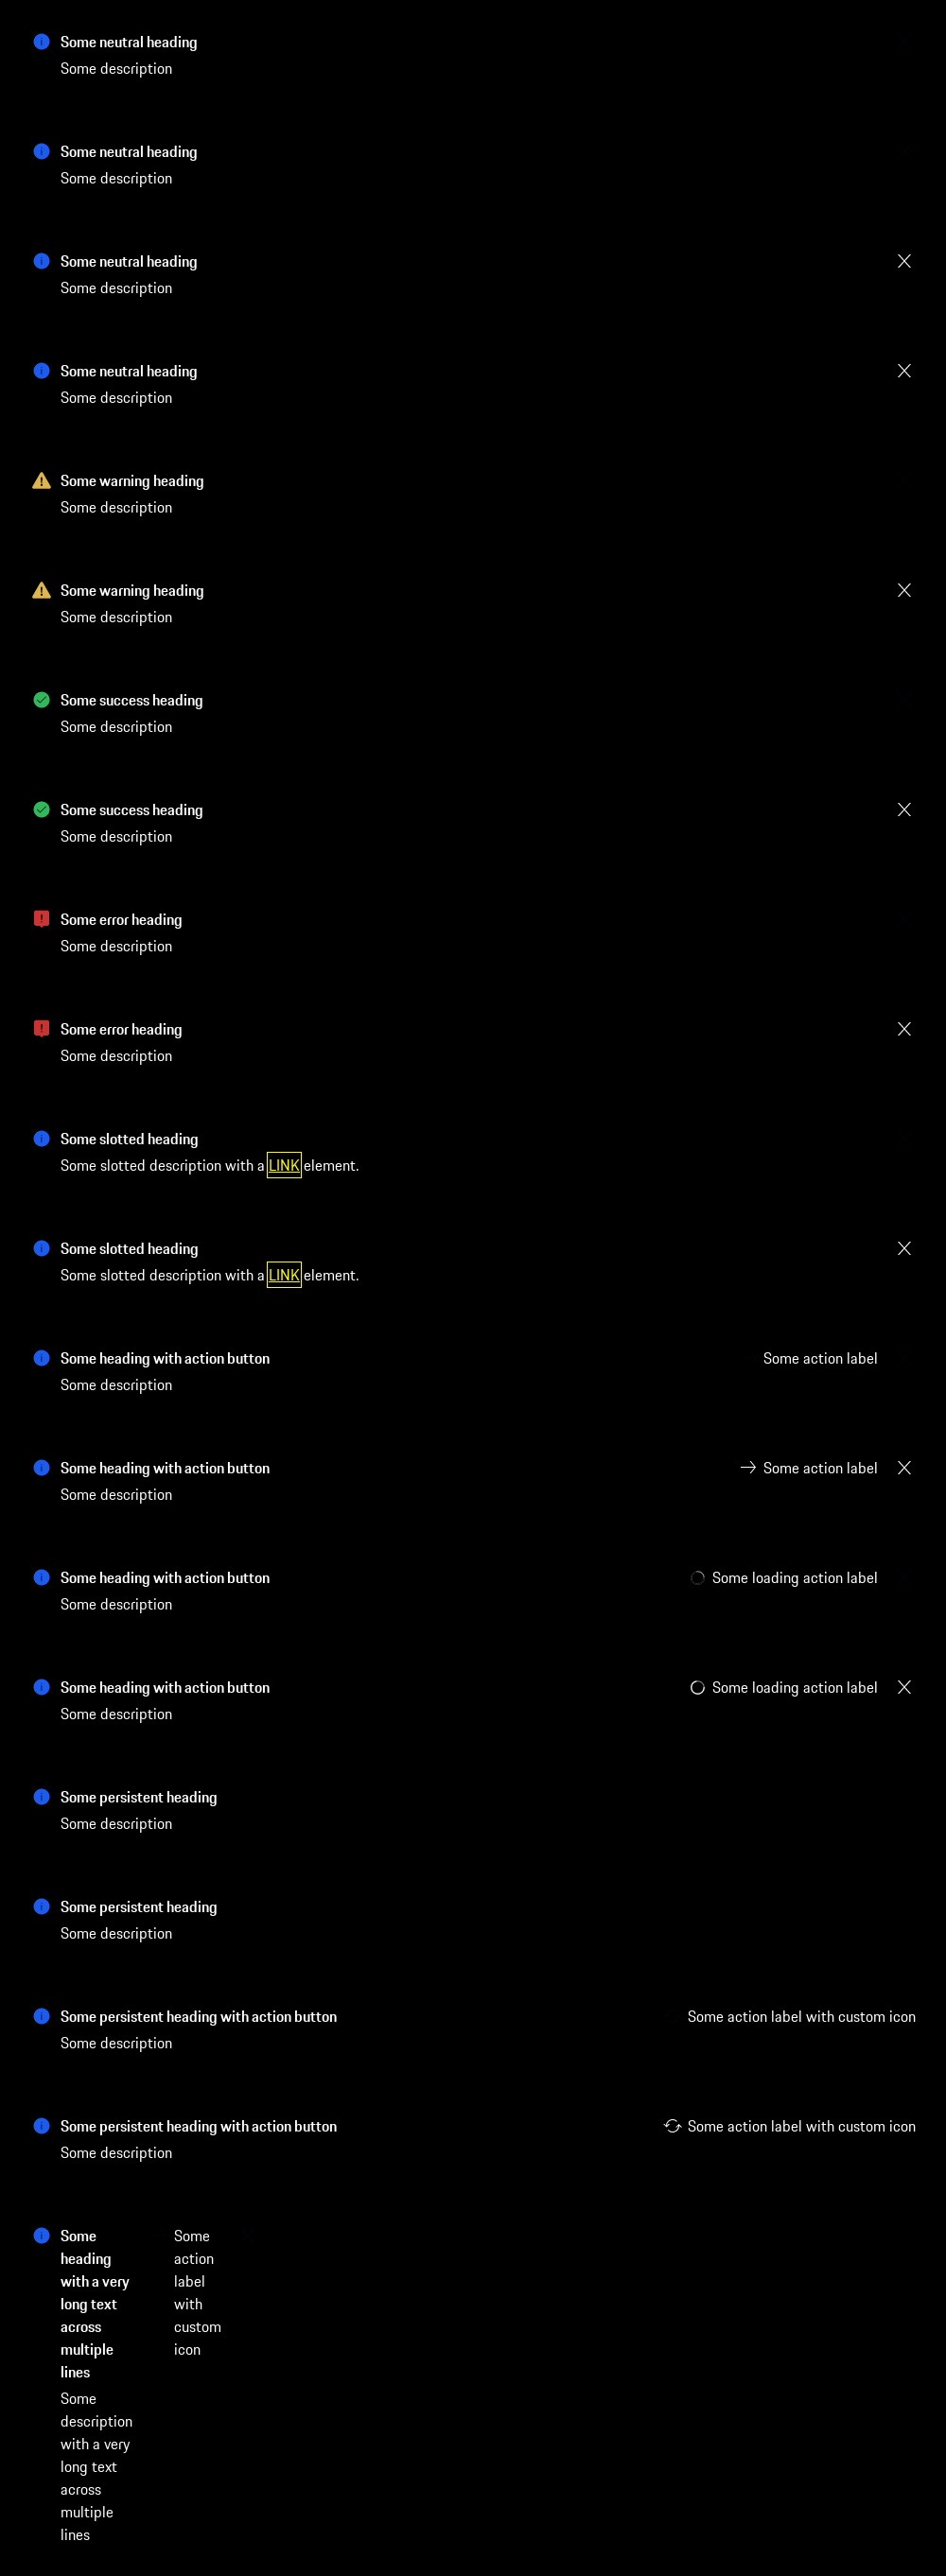 Some neutral heading
Some description
Some neutral heading
Some description
Some neutral heading
Some description
Some neutral heading
Some description
Some warning heading
Some description
Some warning heading
Some description
Some success heading
Some description
Some success heading
Some description
Some error heading
Some description
Some error heading
Some description
Some slotted heading
Some slotted description with a LINK element.
Some slotted heading
Some slotted description with a LINK element.
Some heading with action button Some action label
Some description
Some heading with action button Some action label
Some description
Some heading with action button Some loading action label
Some description
Some heading with action button Some loading action label
Some description
Some persistent heading
Some description
Some persistent heading
Some description
Some persistent heading with action button Some action label with custom icon
Some description
Some persistent heading with action button Some action label with custom icon
Some description
Some
heading
with a very
long text
across
multiple
lines
Some
description
with a very
long text
across
multiple
lines
Some
action
label
with
custom
icon